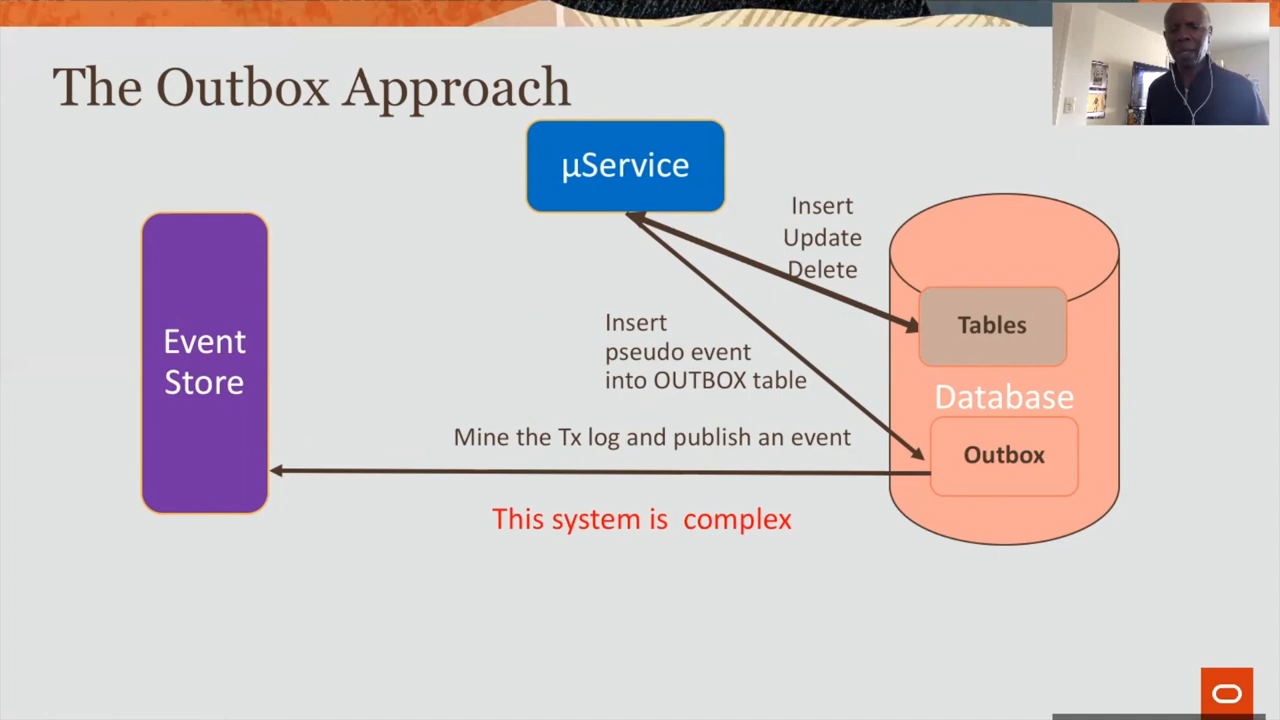 The Outbox Approach
µService
Insert
Update
Delete
Event
Store
Tables
Insert
pseudo event
into OUTBOX table
Database
Mine the Tx log and publish an event
Outbox
This system is  complex